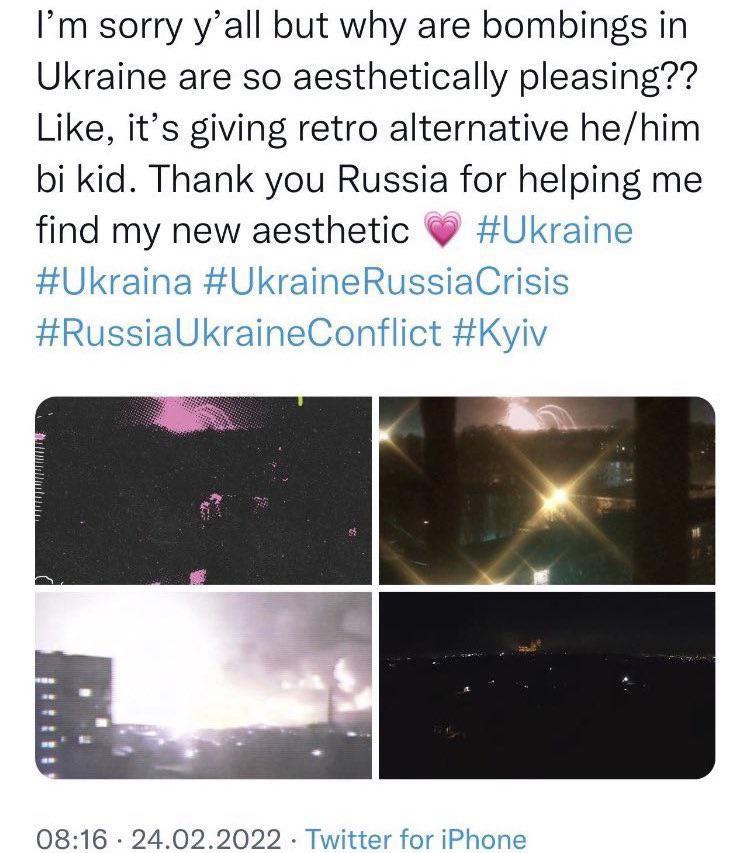 I’m sorry y’all but why are bombings in
Ukraine are so aesthetically pleasing??
Like, it’s giving retro alternative he/him
bi kid. Thank you Russia for helping me
find my new aesthetic 💗 #Ukraine
#Ukraina #UkraineRussiaCrisis
#RussiaUkraineConflict #Kyiv
08:16 · 24.02.2022 · Twitter for iPhone